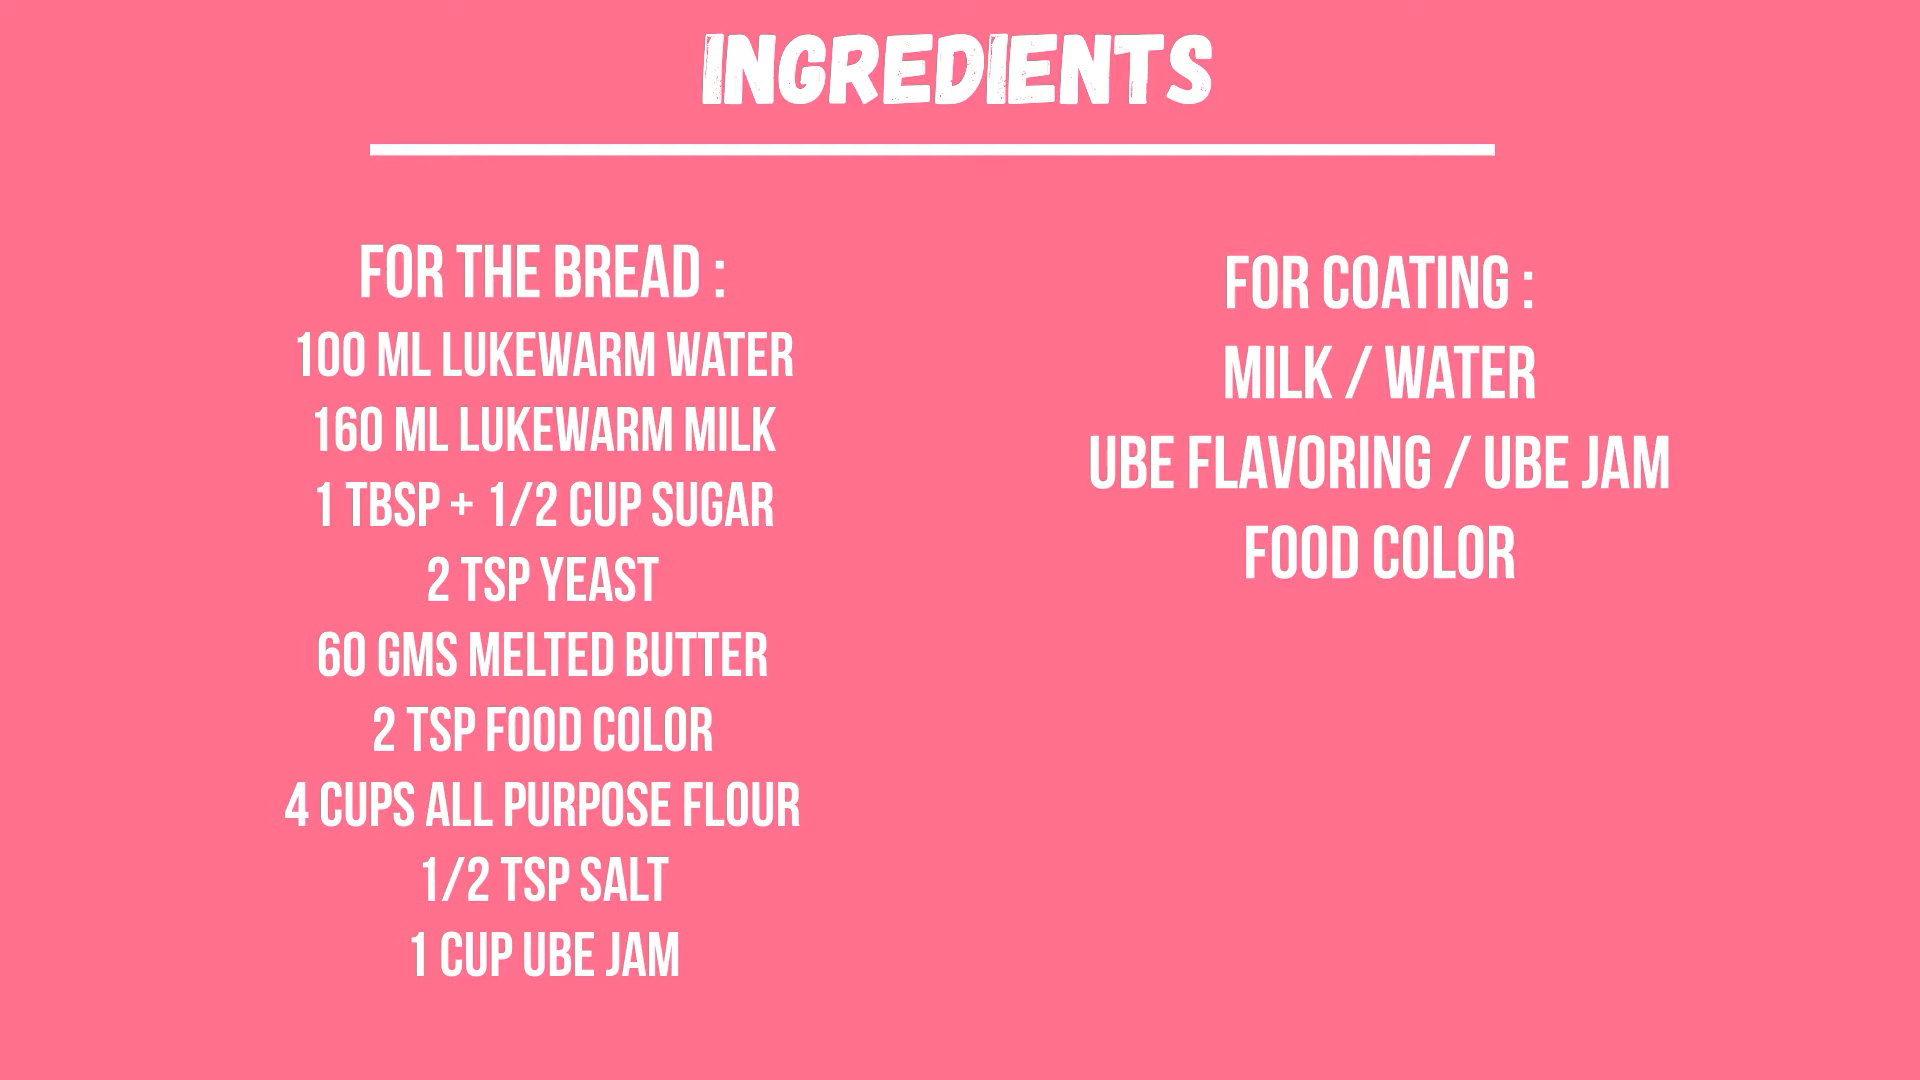 INGREDIENTS
FOR THE BREAD :
100 ML LUKEWARM WATER
160 ML LUKEWARM MILK
1 TBSP + 1/2 CUP SUGAR
2 TSP YEAST
60 GMS MELTED BUTTER
2 TSP FOOD COLOR
4 CUPS ALL PURPOSE FLOUR
1/2 TSP SALT
1 CUP UBE JAM
FOR COATING :
MILK / WATER
UBE FLAVORING / UBE JAM
FOOD COLOR